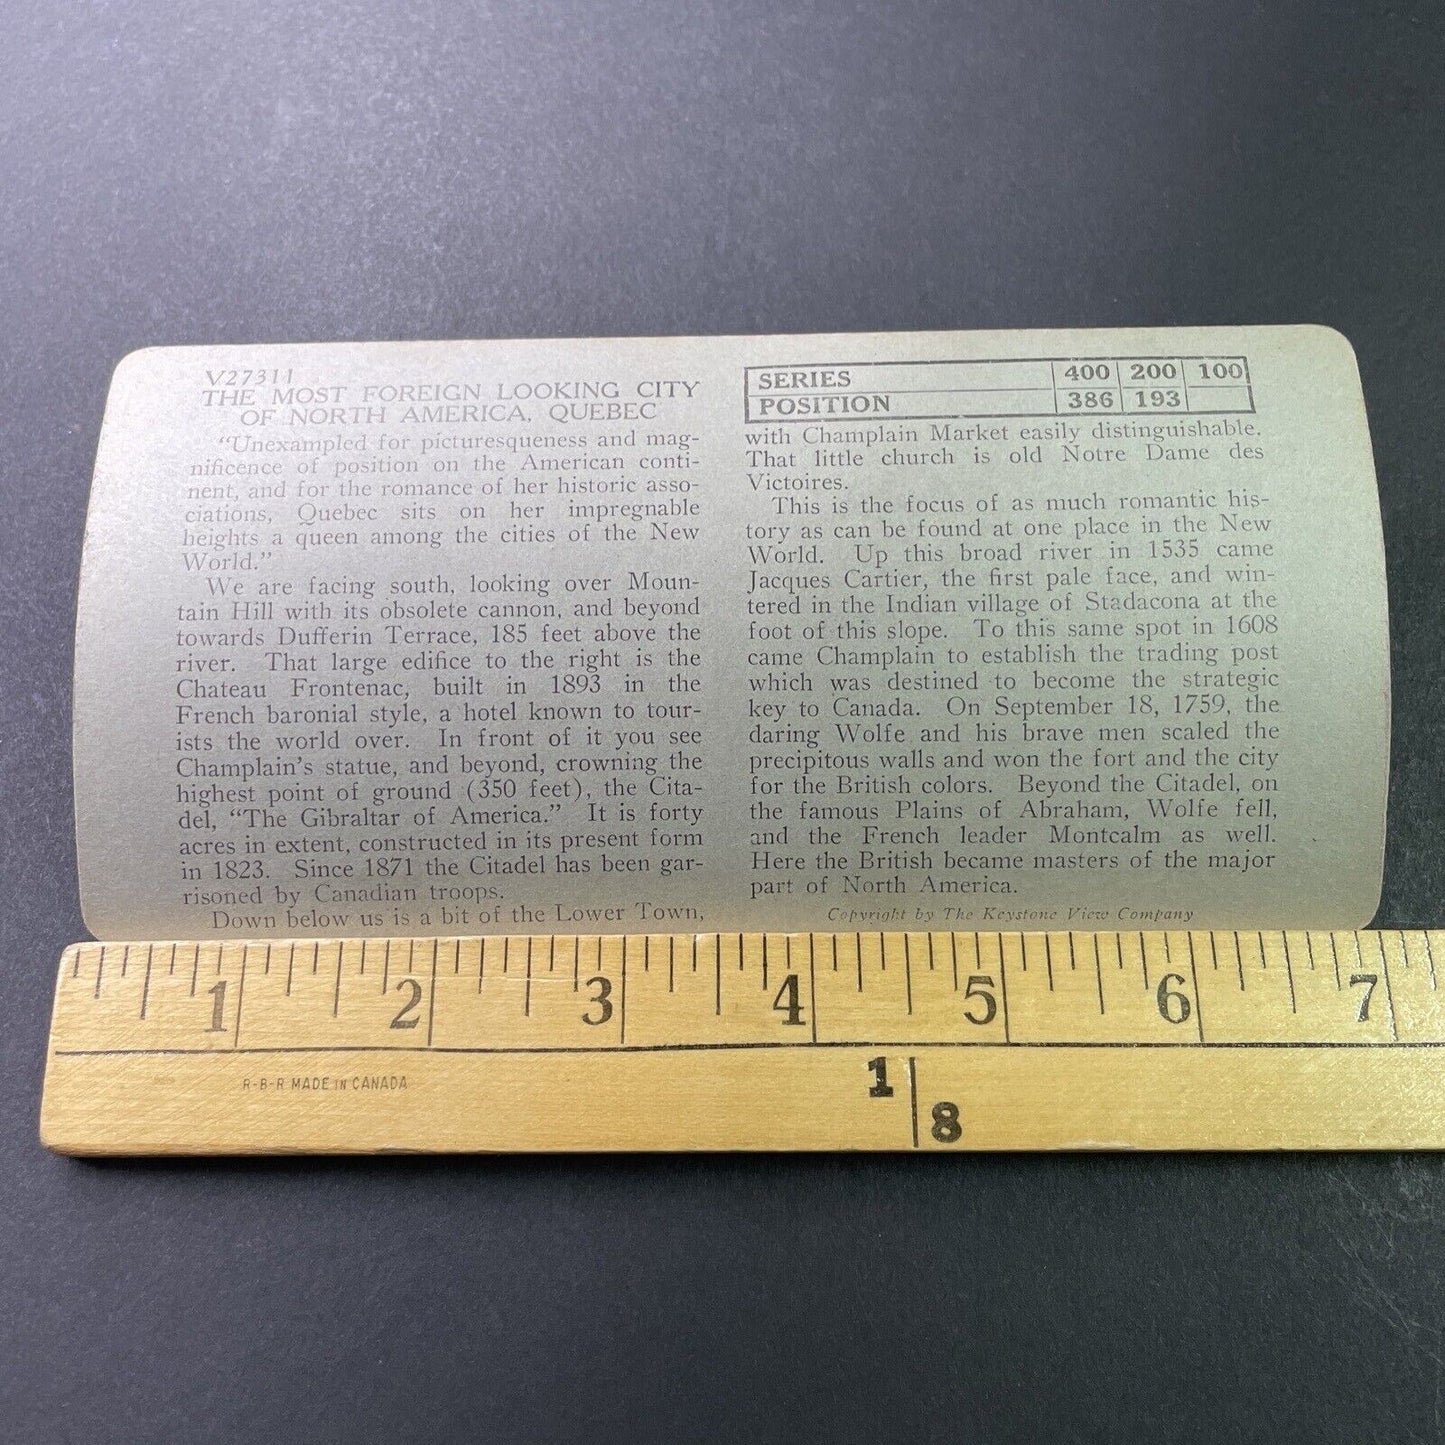 V27311
THE MOST FOREIGN LOOKING CITY
OF NORTH AMERICA, QUEBEC
"Unexampled for picturesqueness and mag-
nificence of position on the American conti-
nent, and for the romance of her historic asso-
ciations, Quebec sits on her impregnable
heights a queen among the cities of the New
World."
We are facing south, looking over Moun-
tain Hill with its obsolete cannon, and beyond
towards Dufferin Terrace, 185 feet above the
river. That large edifice to the right is the
Chateau Frontenac, built in 1893 in the
French baronial style, a hotel known to tour-
ists the world over. In front of it you see
Champlain's statue, and beyond, crowning the
highest point of ground (350 feet), the Cita-
del, "The Gibraltar of America." It is forty
acres in extent, constructed in its present form
in 1823. Since 1871 the Citadel has been gar-
risoned by Canadian troops.
Down below us is a bit of the Lower Town,
SERIES 400 200 100
POSITION 386 193
with Champlain Market easily distinguishable.
That little church is old Notre Dame des
Victoires.
This is the focus of as much romantic his-
tory as can be found at one place in the New
World. Up this broad river in 1535 came
Jacques Cartier, the first pale face, and win-
tered in the Indian village of Stadacona at the
foot of this slope. To this same spot in 1608
came Champlain to establish the trading post
which was destined to become the strategic
key to Canada. On September 18, 1759, the
daring Wolfe and his brave men scaled the
precipitous walls and won the fort and the city
for the British colors. Beyond the Citadel, on
the famous Plains of Abraham, Wolfe fell,
and the French leader Montcalm as well.
Here the British became masters of the major
part of North America.
Copyright by The Keystone View Company
1 2 3 4 5 6 7
R-B-R MADE IN CANADA
1
8